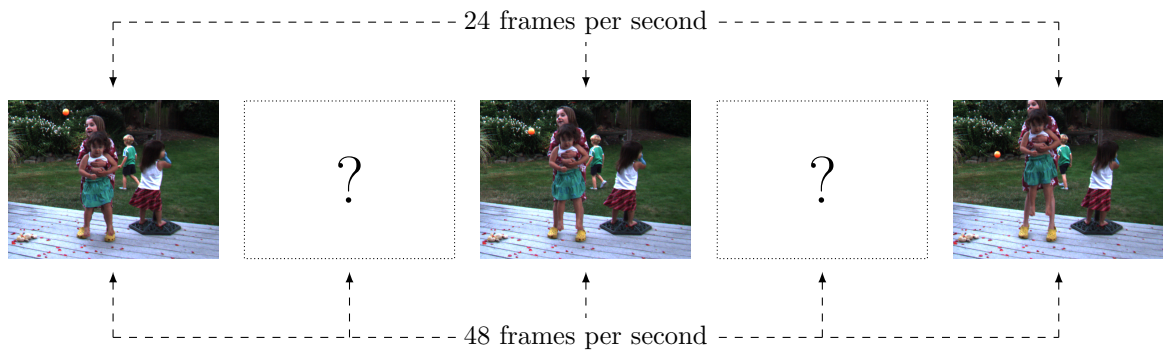 24 frames per second
? ?
48 frames per second